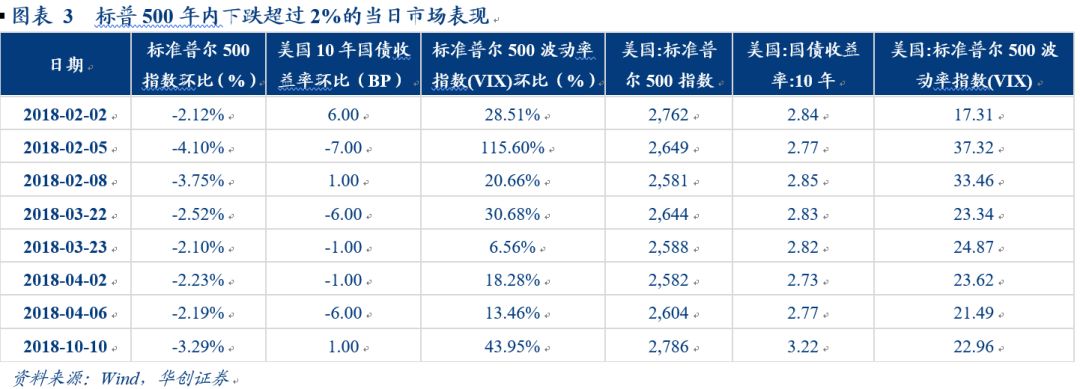 图表 3 标普 500 年内下跌超过 2%的当日市场表现
日期 标准普尔 500 指数环比（%） 美国 10 年国债收益率环比（BP） 标准普尔 500 波动率指数(VIX)环比（%） 美国:标准普尔 500 指数 美国:国债收益率:10 年 美国:标准普尔 500 波动率指数(VIX)
2018-02-02 -2.12% 6.00 28.51% 2,762 2.84 17.31
2018-02-05 -4.10% -7.00 115.60% 2,649 2.77 37.32
2018-02-08 -3.75% 1.00 20.66% 2,581 2.85 33.46
2018-03-22 -2.52% -6.00 30.68% 2,644 2.83 23.34
2018-03-23 -2.10% -1.00 6.56% 2,588 2.82 24.87
2018-04-02 -2.23% -1.00 18.28% 2,582 2.73 23.62
2018-04-06 -2.19% -6.00 13.46% 2,604 2.77 21.49
2018-10-10 -3.29% 1.00 43.95% 2,786 3.22 22.96
资料来源：Wind，华创证券